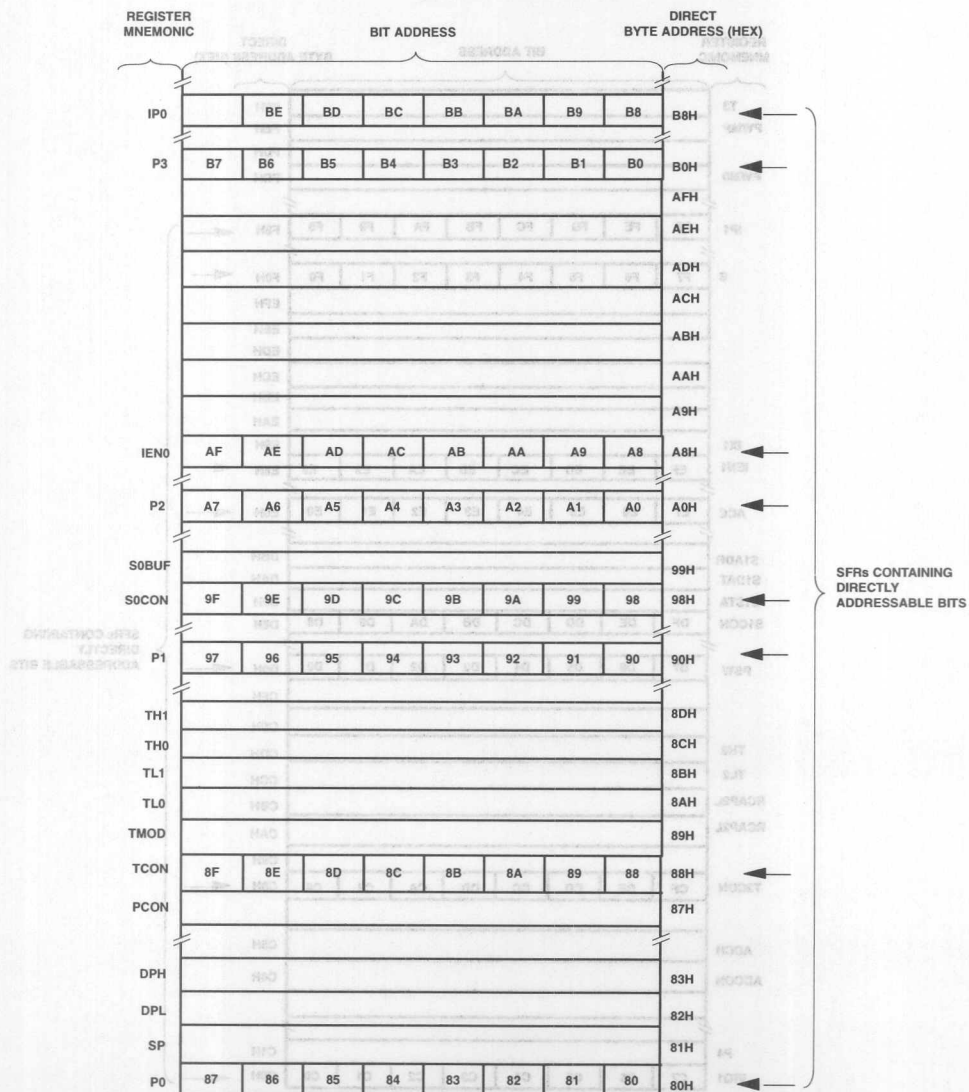 REGISTER MNEMONIC BIT ADDRESS DIRECT BYTE ADDRESS (HEX)
IP0 BE BD BC BB BA B9 B8 B8H
P3 B7 B6 B5 B4 B3 B2 B1 B0 B0H
AFH
AEH
ADH
ACH
ABH
AAH
A9H
IEN0 AF AE AD AC AB AA A9 A8 A8H
P2 A7 A6 A5 A4 A3 A2 A1 A0 A0H
S0BUF 99H
S0CON 9F 9E 9D 9C 9B 9A 99 98 98H
SFRs CONTAINING
DIRECTLY
ADDRESSABLE BITS
P1 97 96 95 94 93 92 91 90 90H
TH1 8DH
TH0 8CH
TL1 8BH
TL0 8AH
TMOD 89H
TCON 8F 8E 8D 8C 8B 8A 89 88 88H
PCON 87H
DPH 83H
DPL 82H
SP 81H
P0 87 86 85 84 83 82 81 80 80H